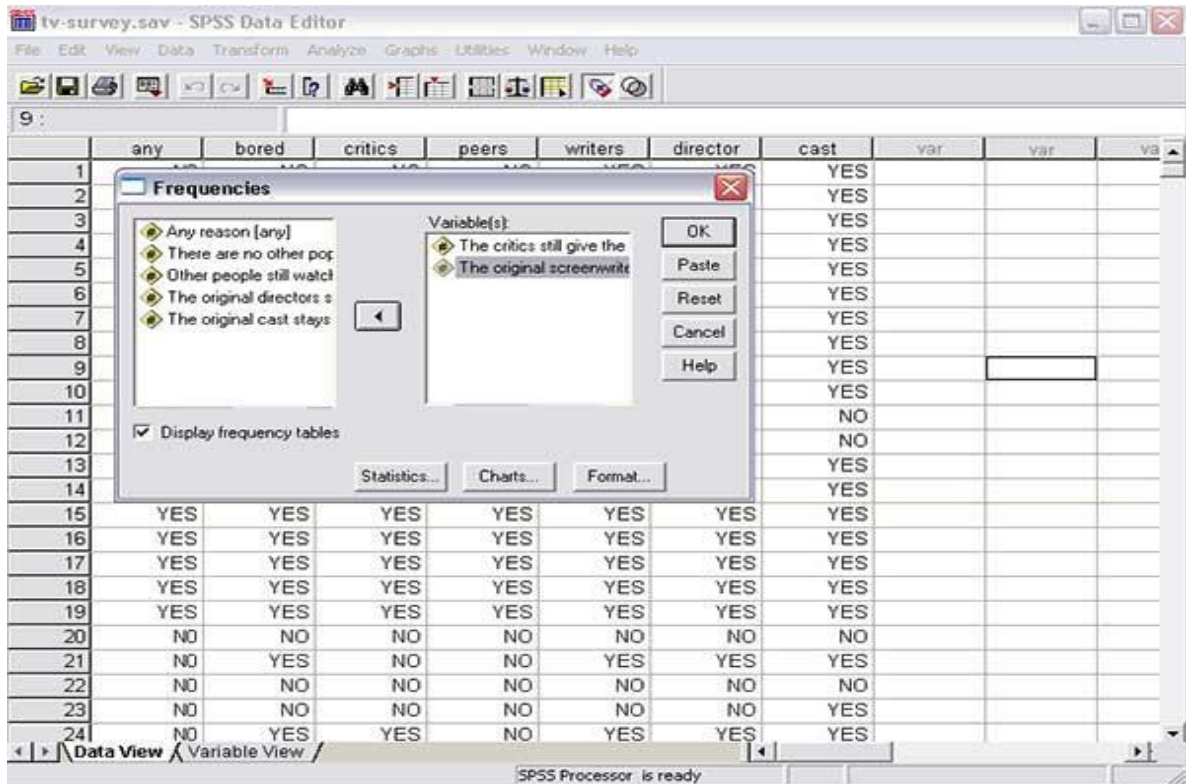 tv-survey.sav - SPSS Data Editor
File Edit View Data Transform Analyze Graphs Utilities Window Help
9 :
any bored critics peers writers director cast var var va
1 YES
2 YES
3 YES
4 YES
5 YES
6 YES
7 YES
8 YES
9 YES
10 YES
11 NO
12 NO
13 YES
14 YES
Frequencies
Any reason [any]
There are no other pop
Other people still watch
The original directors s
The original cast stays
Variable(s):
The critics still give the
The original screenwrite
OK
Paste
Reset
Cancel
Help
Display frequency tables
Statistics... Charts... Format...
15 YES YES YES YES YES YES YES
16 YES YES YES YES YES YES YES
17 YES YES YES YES YES YES YES
18 YES YES YES YES YES YES YES
19 YES YES YES YES YES YES YES
20 NO NO NO NO NO NO NO
21 NO YES NO NO YES YES YES
22 NO NO NO NO NO NO NO
23 NO NO NO NO NO NO YES
24 NO YES YES NO YES YES YES
Data View Variable View
SPSS Processor is ready